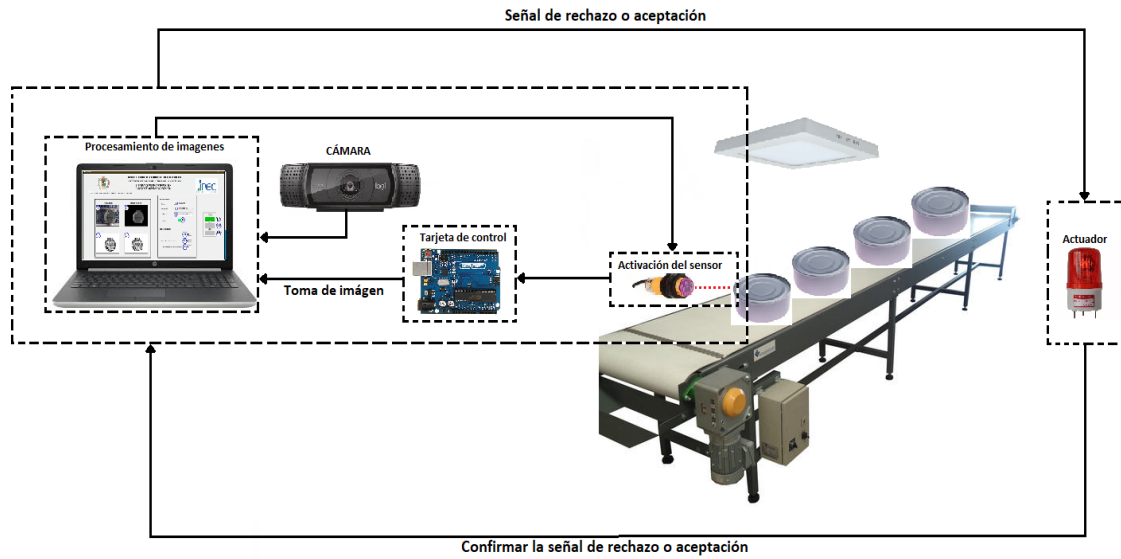 Señal de rechazo o aceptación
Procesamiento de imagenes
CÁMARA
Tarjeta de control
Activación del sensor
Actuador
Toma de imágen
Confirmar la señal de rechazo o aceptación